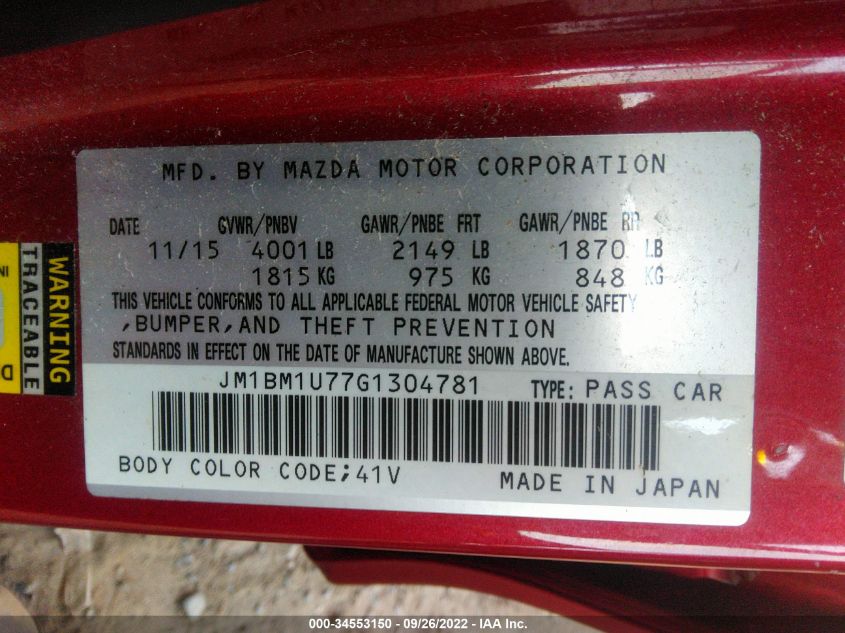 MFD. BY MAZDA MOTOR CORPORATION
DATE GVWR/PNBV GAWR/PNBE FRT GAWR/PNBE RR
11/15 4001 LB 2149 LB 1870 LB
1815 KG 975 KG 848 KG
THIS VEHICLE CONFORMS TO ALL APPLICABLE FEDERAL MOTOR VEHICLE SAFETY
,BUMPER,AND THEFT PREVENTION
STANDARDS IN EFFECT ON THE DATE OF MANUFACTURE SHOWN ABOVE.
JM1BM1U77G1304781 TYPE: PASS CAR
BODY COLOR CODE;41V MADE IN JAPAN
WARNING
TRACEABLE
IN
D
000-34553150 - 09/26/2022 - IAA Inc.